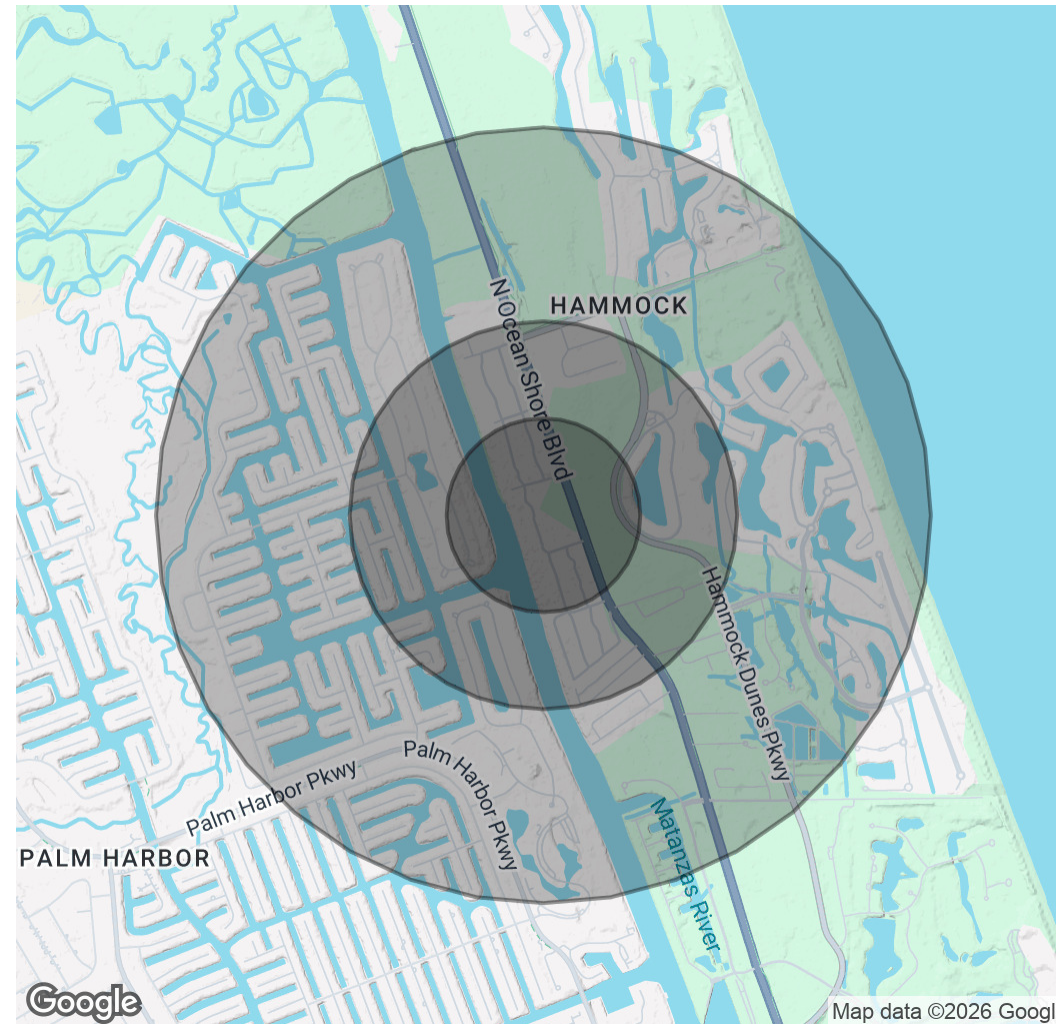 HAMMOCK
N Ocean Shore Blvd
Hammock Dunes Pkwy
Palm Harbor Pkwy
Palm Harbor Pkwy
Matanzas River
PALM HARBOR
Google
Map data ©2026 Googl